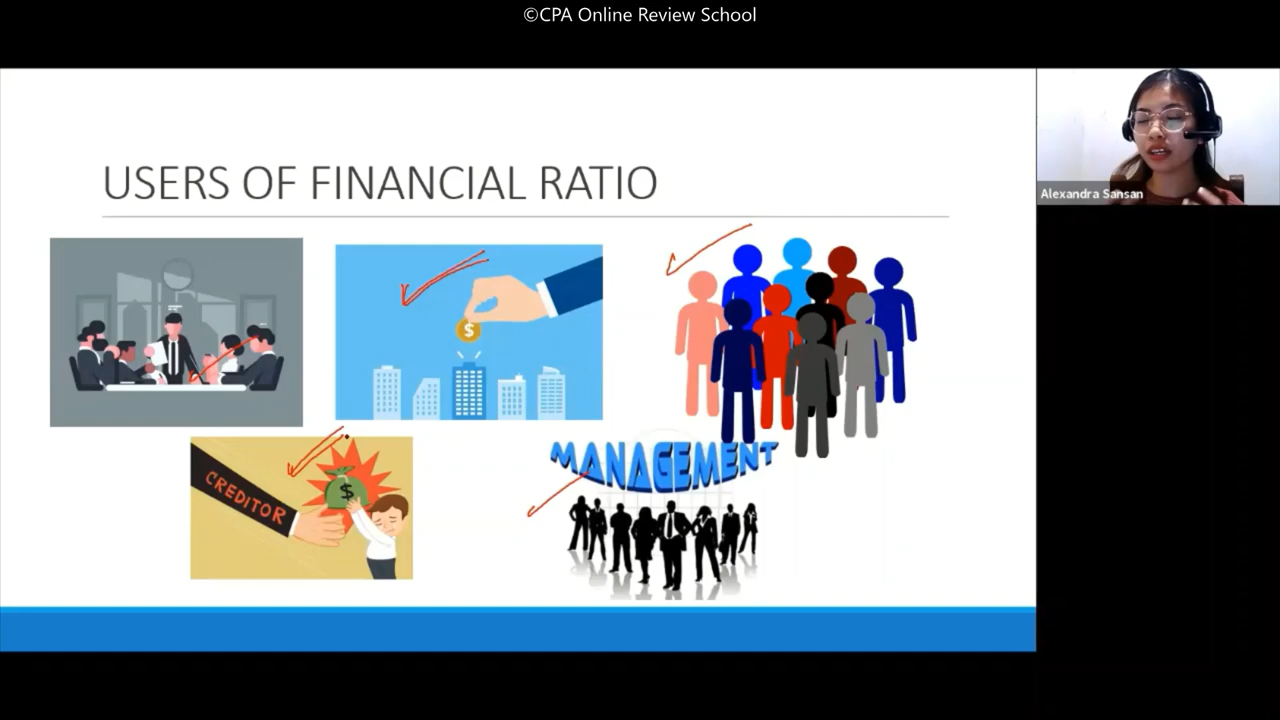 ©CPA Online Review School
USERS OF FINANCIAL RATIO
Alexandra Sansan
$
CREDITOR
$
MANAGEMENT